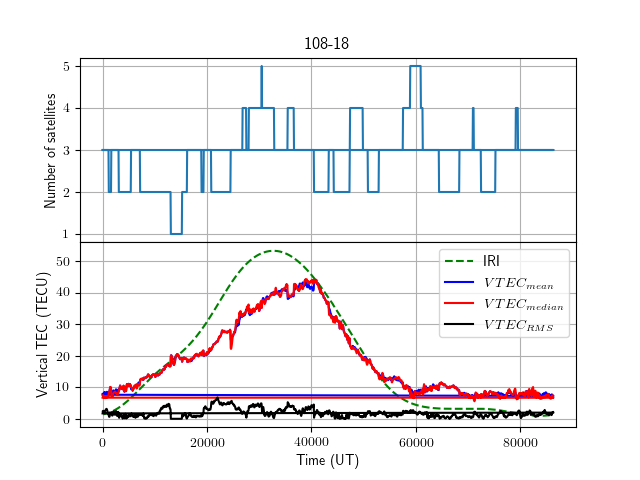 108-18
Number of satellites
5
4
3
2
1
Vertical TEC (TECU)
50
40
30
20
10
0
IRI
VTEC_mean
VTEC_median
VTEC_RMS
0 20000 40000 60000 80000
Time (UT)